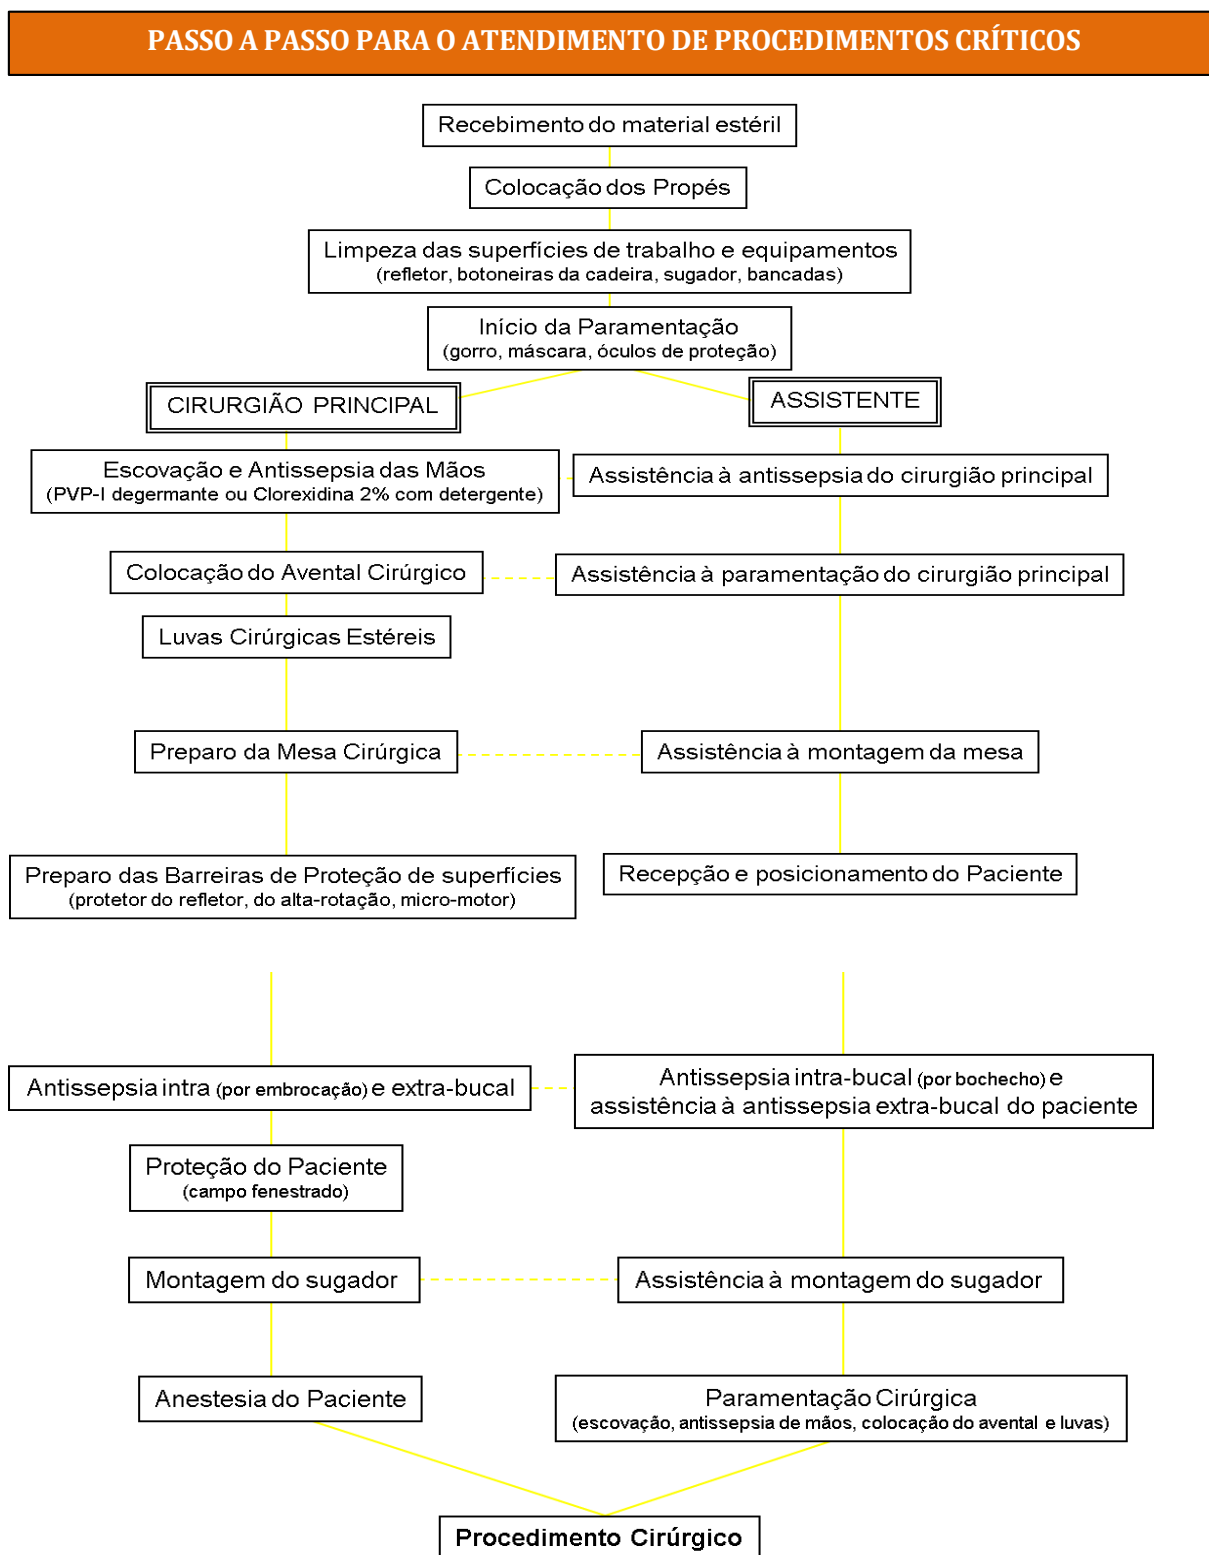 PASSO A PASSO PARA O ATENDIMENTO DE PROCEDIMENTOS CRÍTICOS
Recebimento do material estéril
Colocação dos Propés
Limpeza das superfícies de trabalho e equipamentos
(refletor, botoneiras da cadeira, sugador, bancadas)
Início da Paramentação
(gorro, máscara, óculos de proteção)
CIRURGIÃO PRINCIPAL
ASSISTENTE
Escovação e Antissepsia das Mãos
(PVP-I degermante ou Clorexidina 2% com detergente)
Assistência à antissepsia do cirurgião principal
Colocação do Avental Cirúrgico
Assistência à paramentação do cirurgião principal
Luvas Cirúrgicas Estéreis
Preparo da Mesa Cirúrgica
Assistência à montagem da mesa
Preparo das Barreiras de Proteção de superfícies
(protetor do refletor, do alta-rotação, micro-motor)
Recepção e posicionamento do Paciente
Antissepsia intra (por embrocação) e extra-bucal
Antissepsia intra-bucal (por bochecho) e
assistência à antissepsia extra-bucal do paciente
Proteção do Paciente
(campo fenestrado)
Montagem do sugador
Assistência à montagem do sugador
Anestesia do Paciente
Paramentação Cirúrgica
(escovação, antissepsia de mãos, colocação do avental e luvas)
Procedimento Cirúrgico